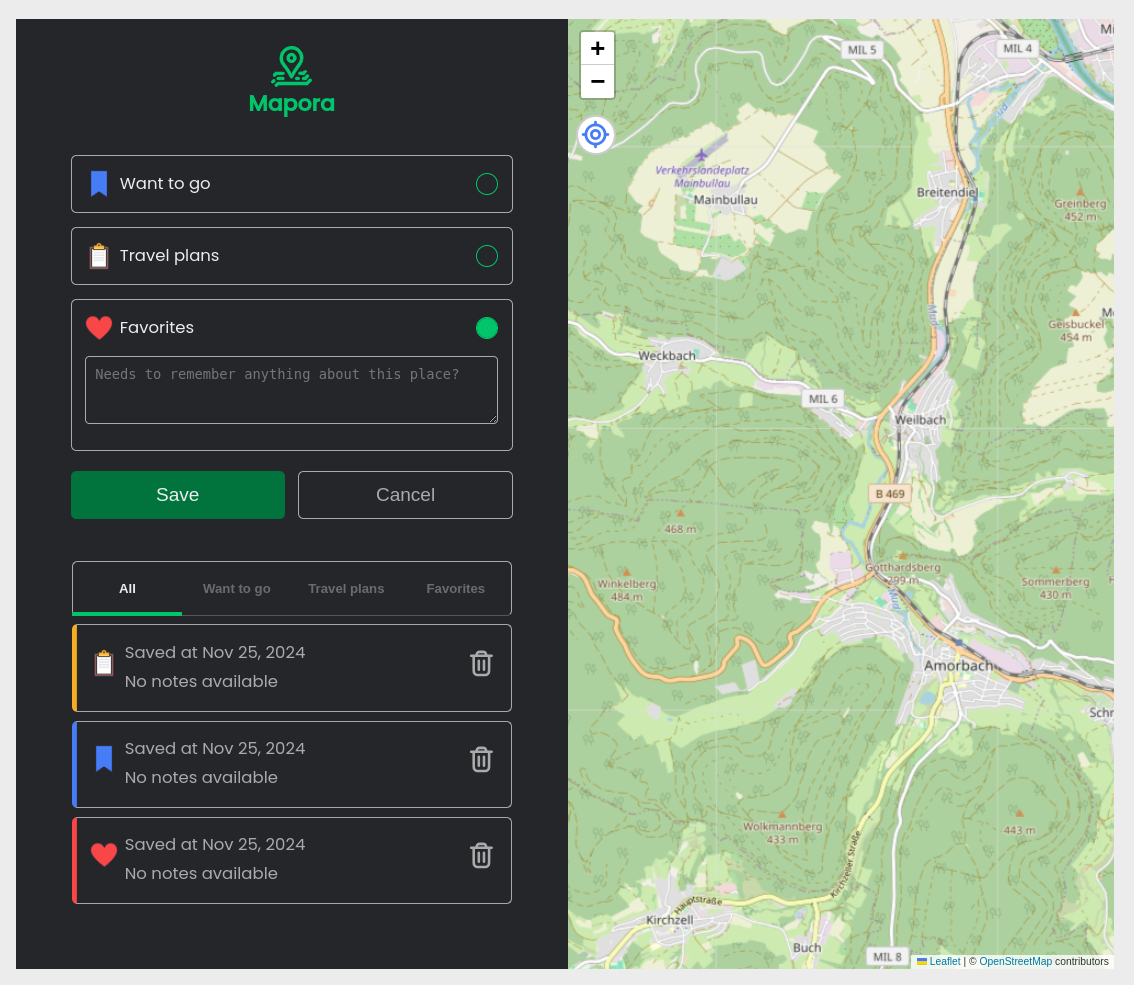 Mapora
Want to go
Travel plans
Favorites
Needs to remember anything about this place?
Save
Cancel
All
Want to go
Travel plans
Favorites
Saved at Nov 25, 2024
No notes available
Saved at Nov 25, 2024
No notes available
Saved at Nov 25, 2024
No notes available
+
−
MIL 5
MIL 4
Mud
Verkehrslandeplatz
Mainbullau
Mainbullau
Breitendiel
Greinberg
452 m
Mud
Geisbuckel
454 m
Weckbach
MIL 6
Weilbach
B 469
468 m
Gotthardsberg
299 m
Winkelberg
484 m
Sommerberg
430 m
Mud
Amorbach
Wolkmannberg
433 m
443 m
Kirchzeller Straße
Hauptstraße
Kirchzell
Buch
MIL 8
Leaflet | © OpenStreetMap contributors